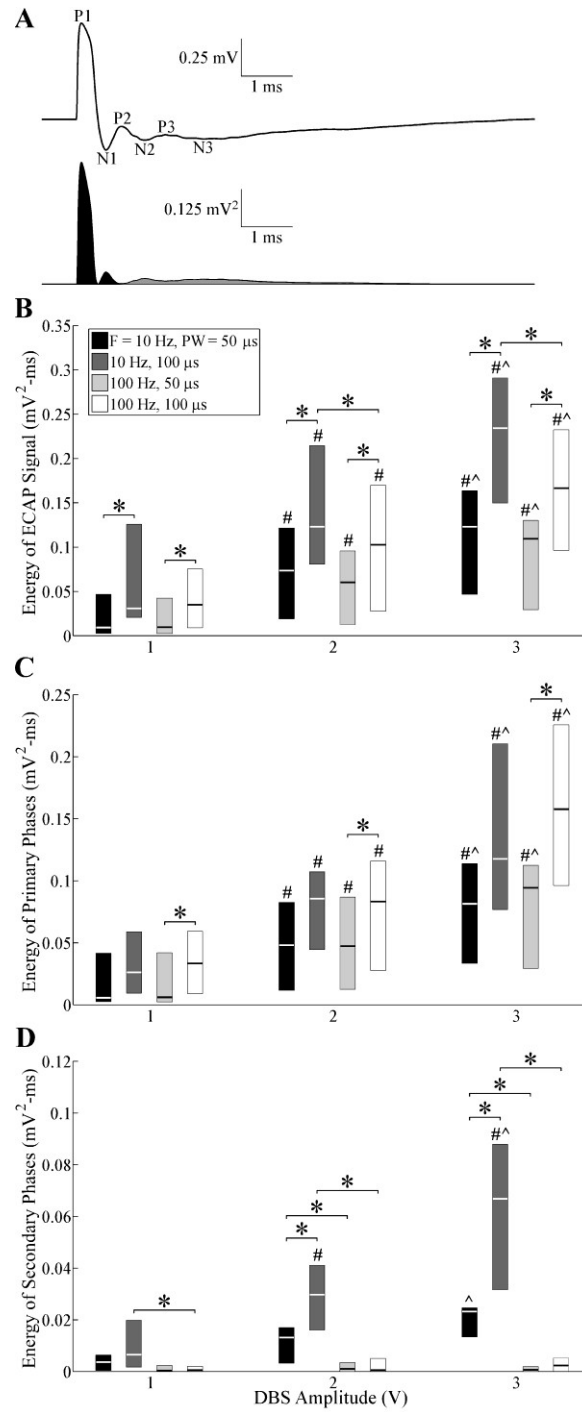 A
P1
0.25 mV
1 ms
P2
P3
N1
N2
N3
0.125 mV²
1 ms
B
Energy of ECAP Signal (mV²-ms)
0.35
0.3
0.25
0.2
0.15
0.1
0.05
0
F = 10 Hz, PW = 50 µs
10 Hz, 100 µs
100 Hz, 50 µs
100 Hz, 100 µs
* *
# # # #
* * *
#^ #^ #^ #^
* * *
1 2 3
C
Energy of Primary Phases (mV²-ms)
0.25
0.2
0.15
0.1
0.05
0
*
# # # #
*
#^ #^ #^ #^
*
1 2 3
D
Energy of Secondary Phases (mV²-ms)
0.12
0.1
0.08
0.06
0.04
0.02
0
*
* * *
#
* * *
^ #^
1 2 3
DBS Amplitude (V)